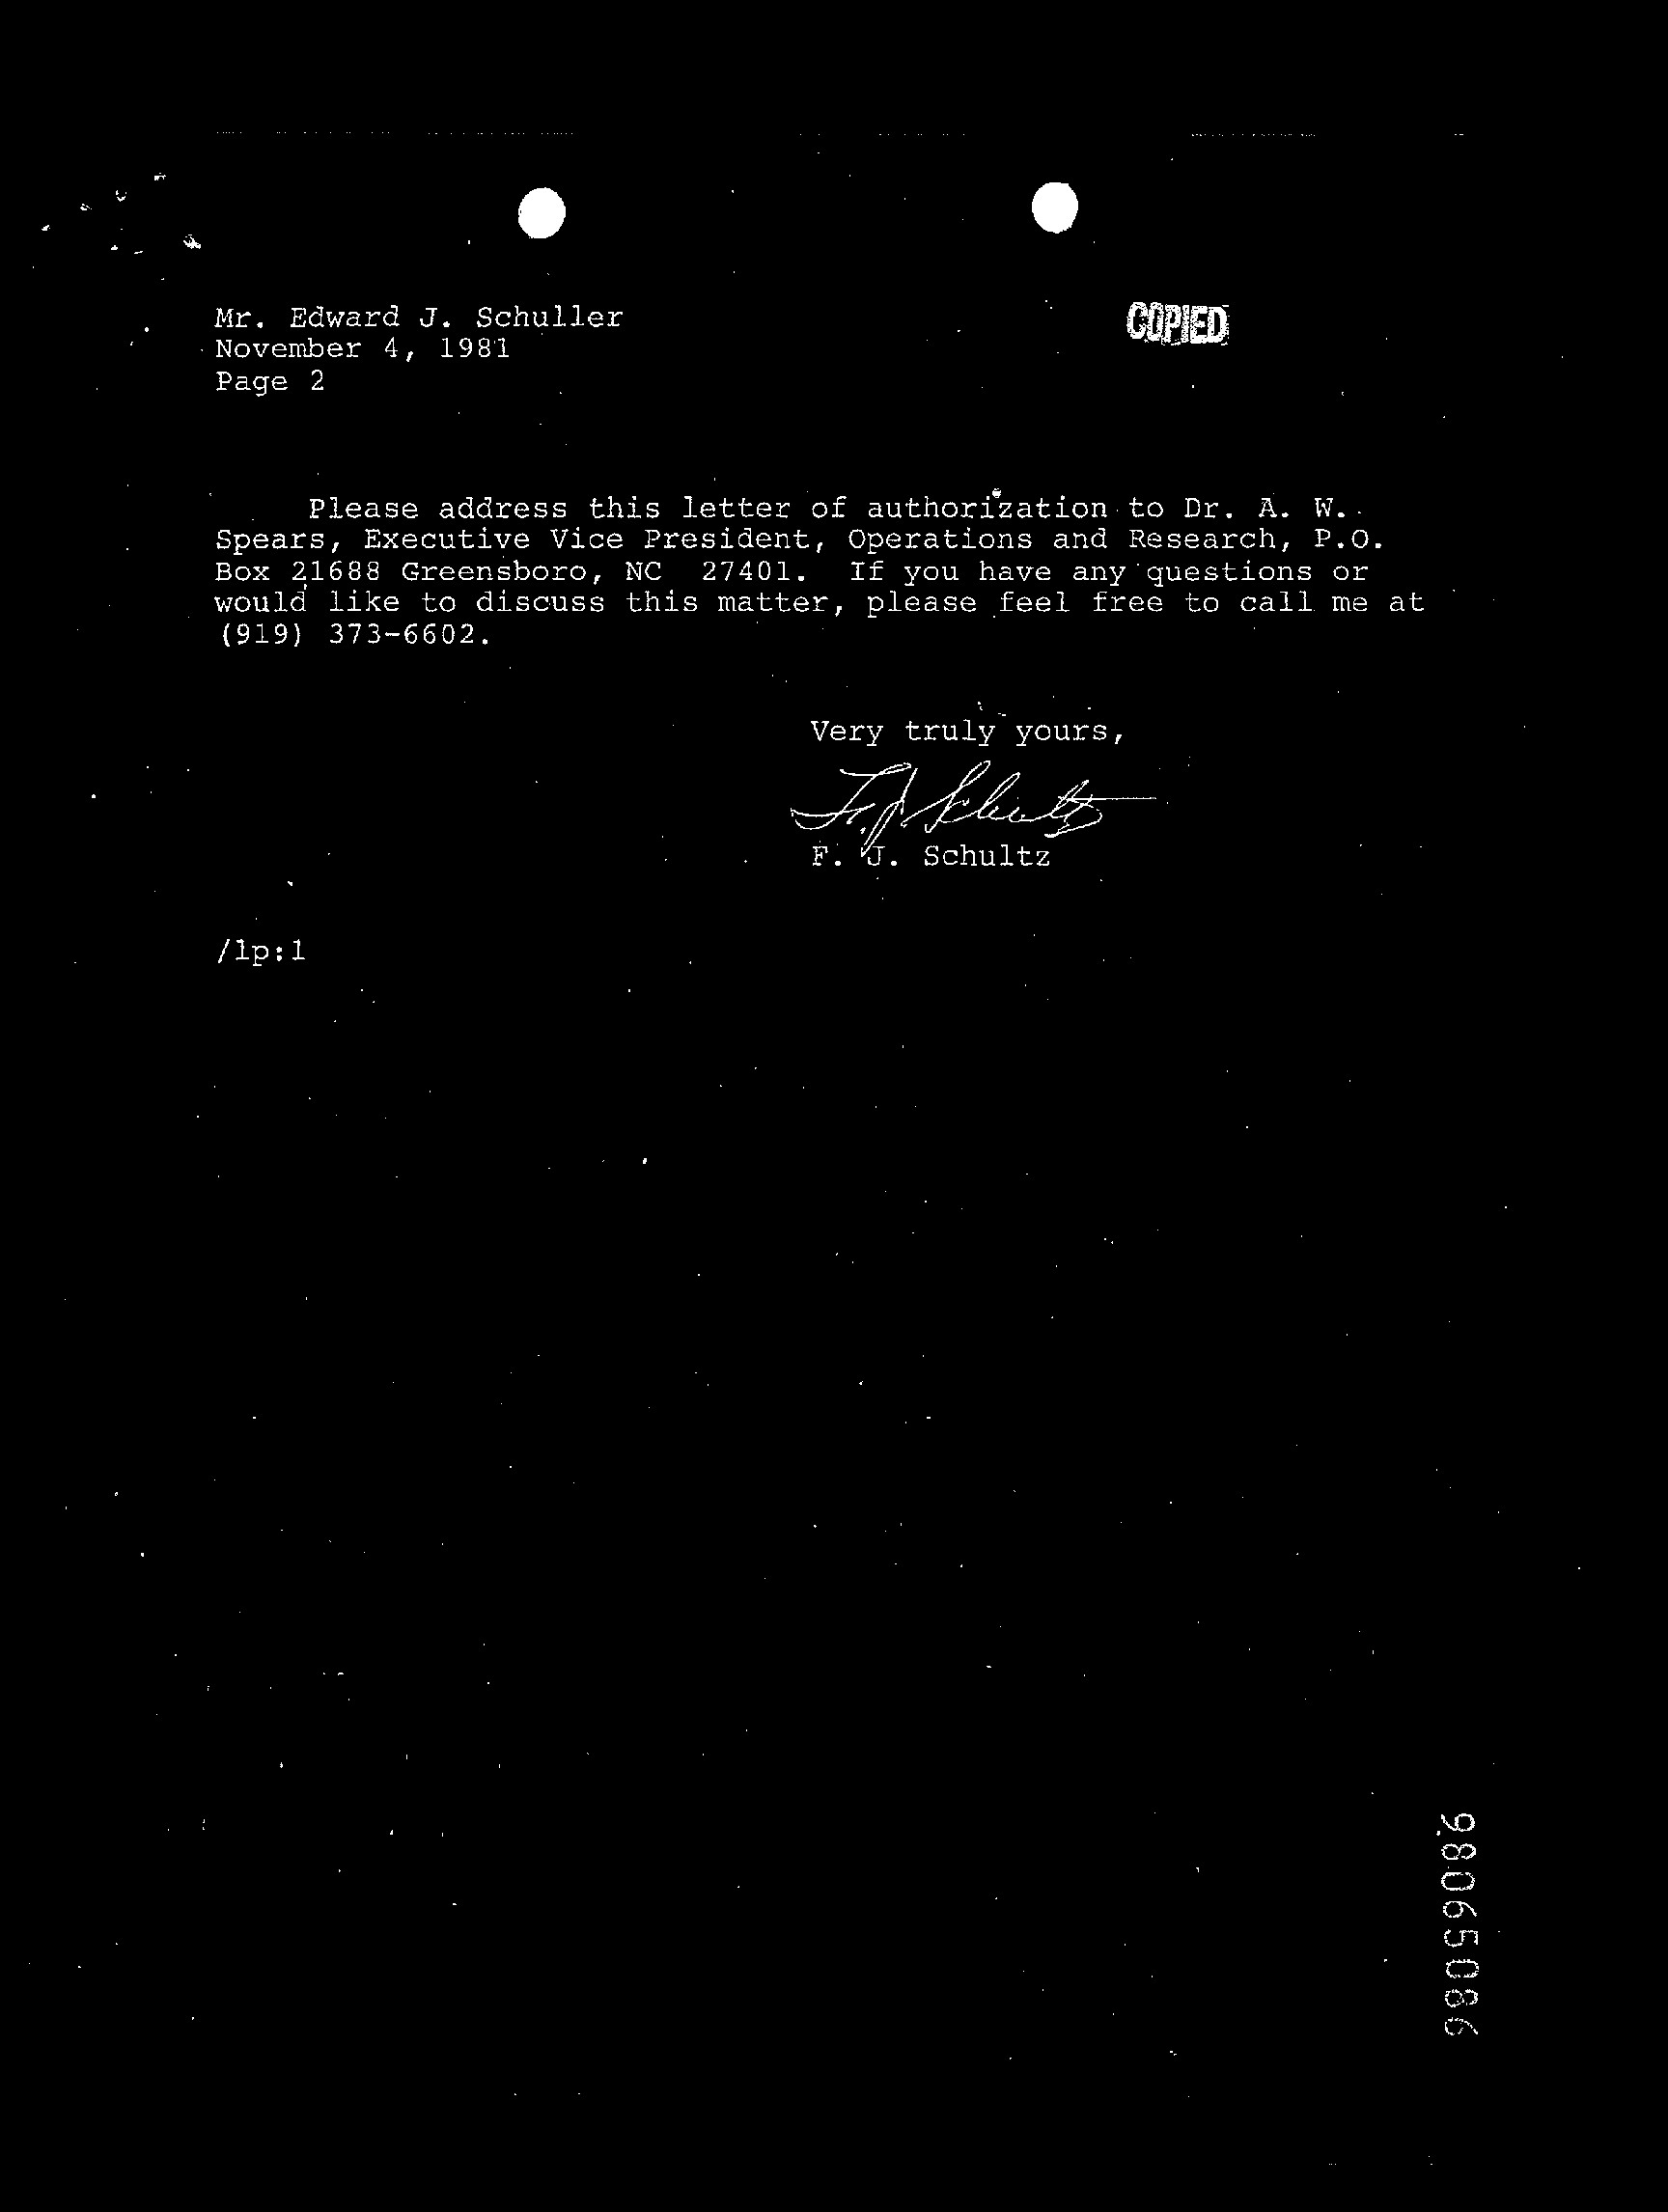 Mr. Edward J. Schuller
COPIED
November 4, 1981
Page 2
Please address this letter of authorization to Dr. A. W.
Spears, Executive Vice President, Operations and Research, P.O.
Box 21688 Greensboro, NC  27401.  If you have any questions or
would like to discuss this matter, please feel free to call me at
(919) 373-6602.
Very truly yours,
F. J. Schultz
F. J. Schultz
/lp:1
98065086